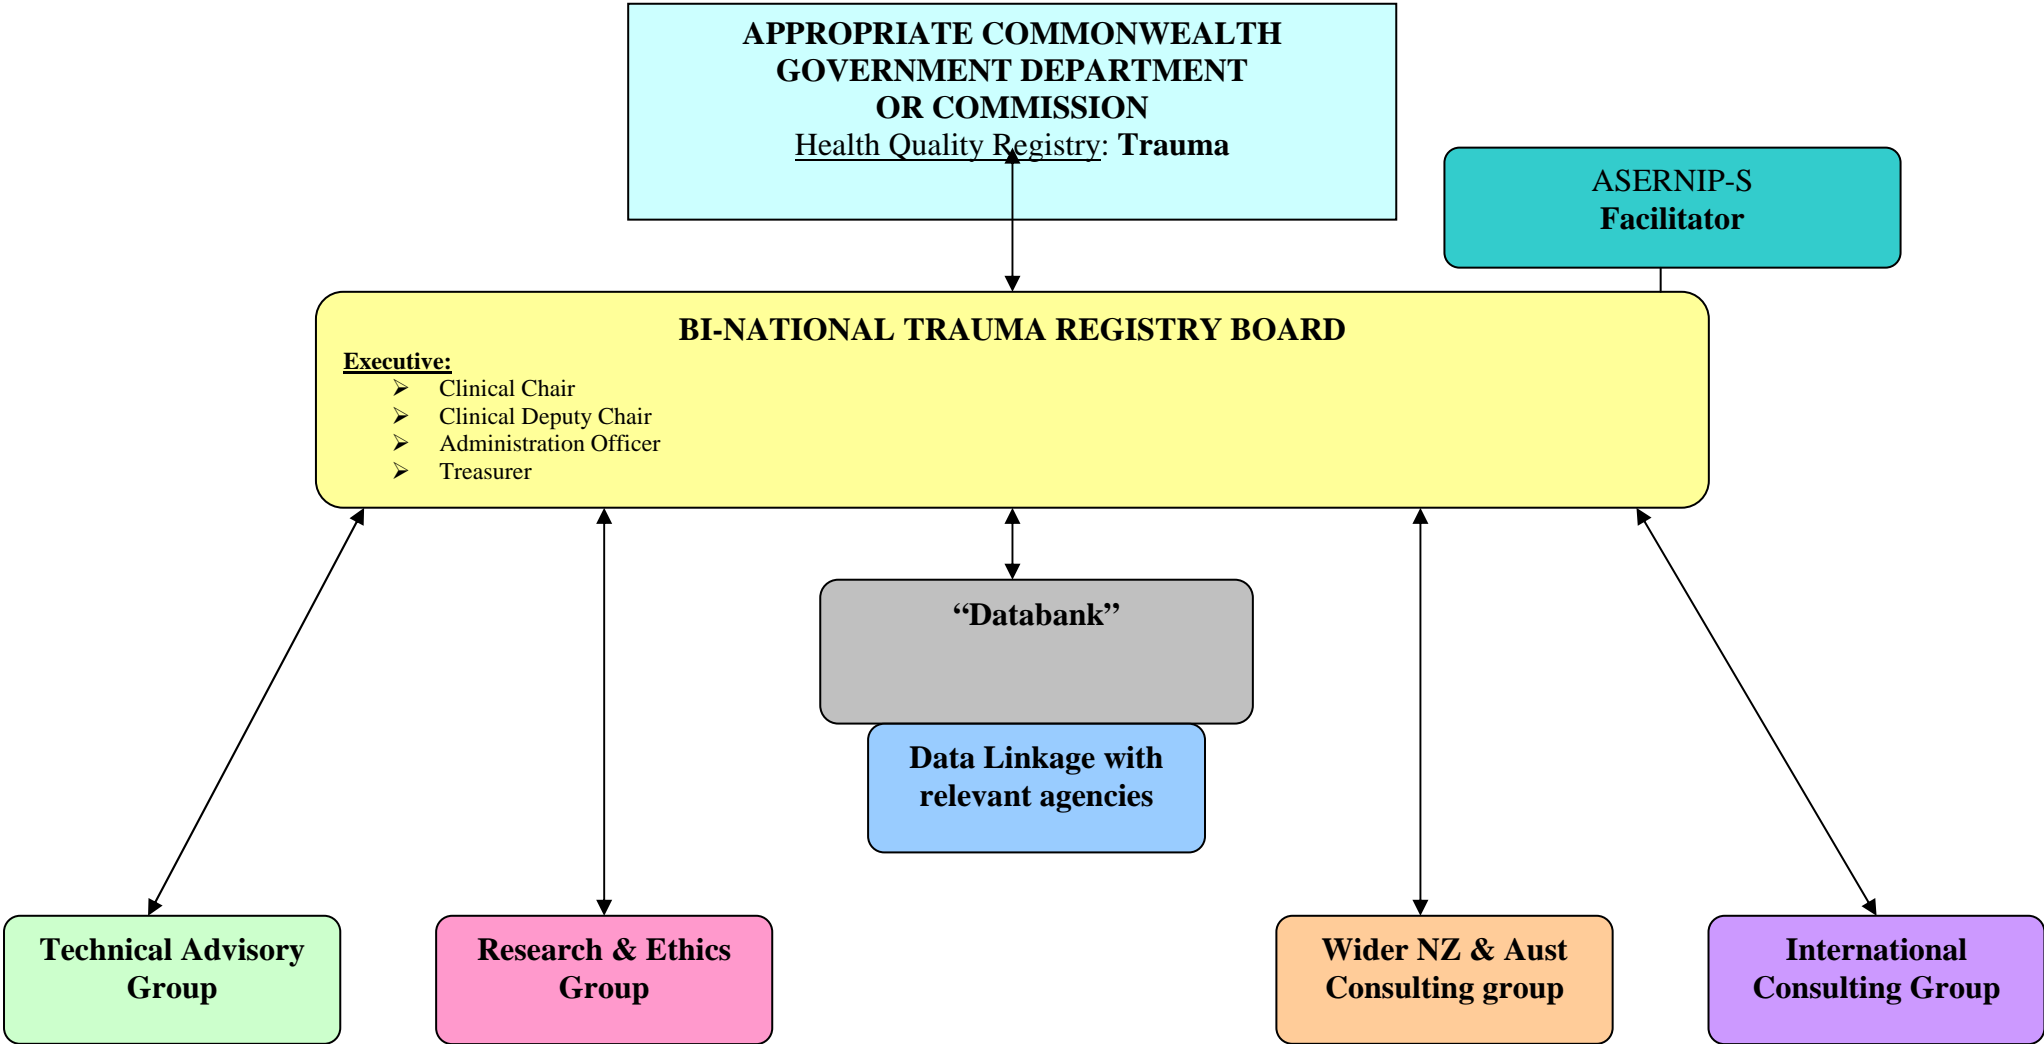 APPROPRIATE COMMONWEALTH
GOVERNMENT DEPARTMENT
OR COMMISSION
Health Quality Registry: Trauma
ASERNIP-S
Facilitator
BI-NATIONAL TRAUMA REGISTRY BOARD
Executive:
➢ Clinical Chair
➢ Clinical Deputy Chair
➢ Administration Officer
➢ Treasurer
“Databank”
Data Linkage with
relevant agencies
Technical Advisory
Group
Research & Ethics
Group
Wider NZ & Aust
Consulting group
International
Consulting Group